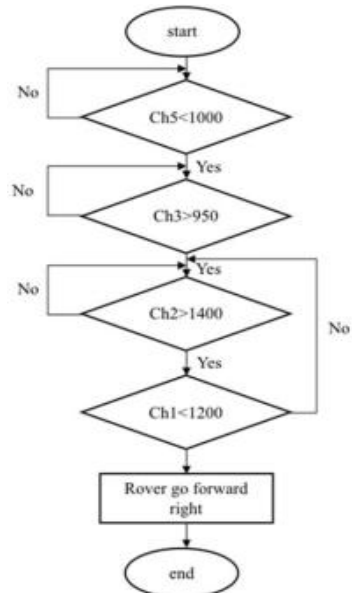 start
No
Ch5<1000
Yes
No
Ch3>950
Yes
No
Ch2>1400
No
Yes
Ch1<1200
Rover go forward
right
end